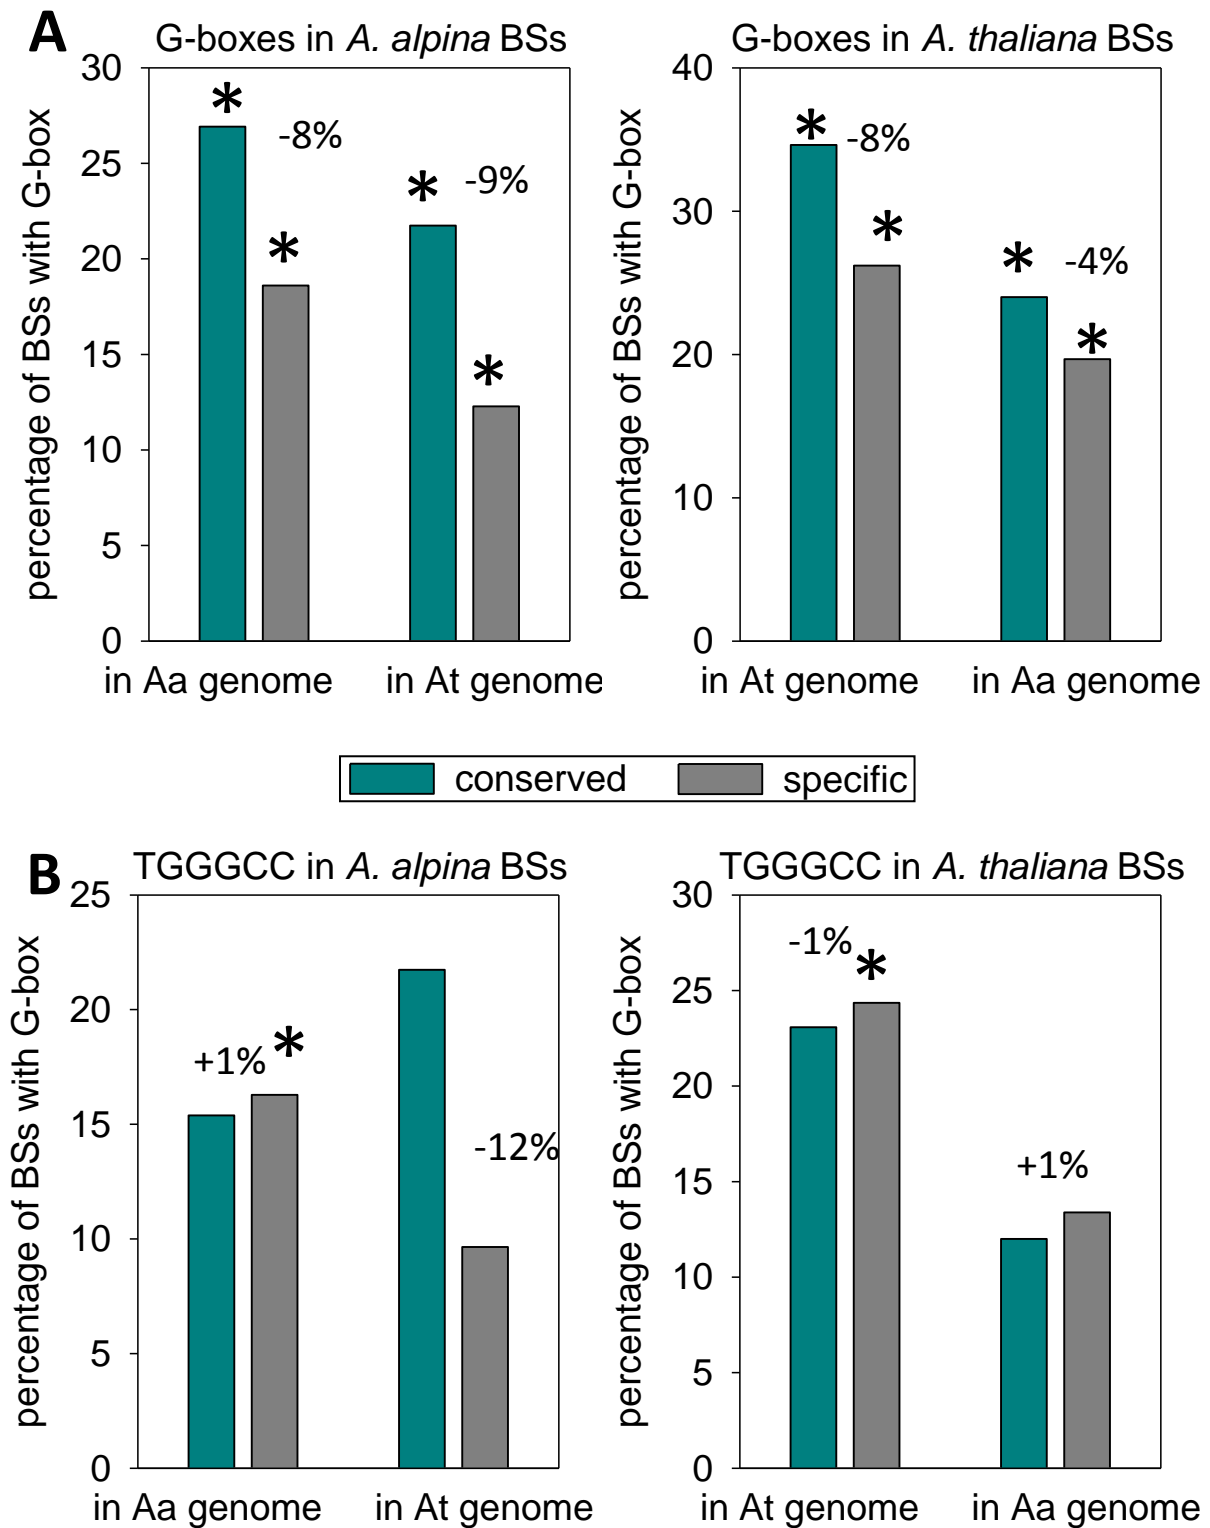 A
G-boxes in A. alpina BSs
percentage of BSs with G-box
30
25
20
15
10
5
0
*
-8%
*
*
-9%
*
in Aa genome
in At genome
G-boxes in A. thaliana BSs
percentage of BSs with G-box
40
30
20
10
0
*
-8%
*
*
-4%
*
in At genome
in Aa genome
conserved
specific
B
TGGGCC in A. alpina BSs
percentage of BSs with G-box
25
20
15
10
5
0
+1%
*
-12%
in Aa genome
in At genome
TGGGCC in A. thaliana BSs
percentage of BSs with G-box
30
25
20
15
10
5
0
-1%
*
+1%
in At genome
in Aa genome